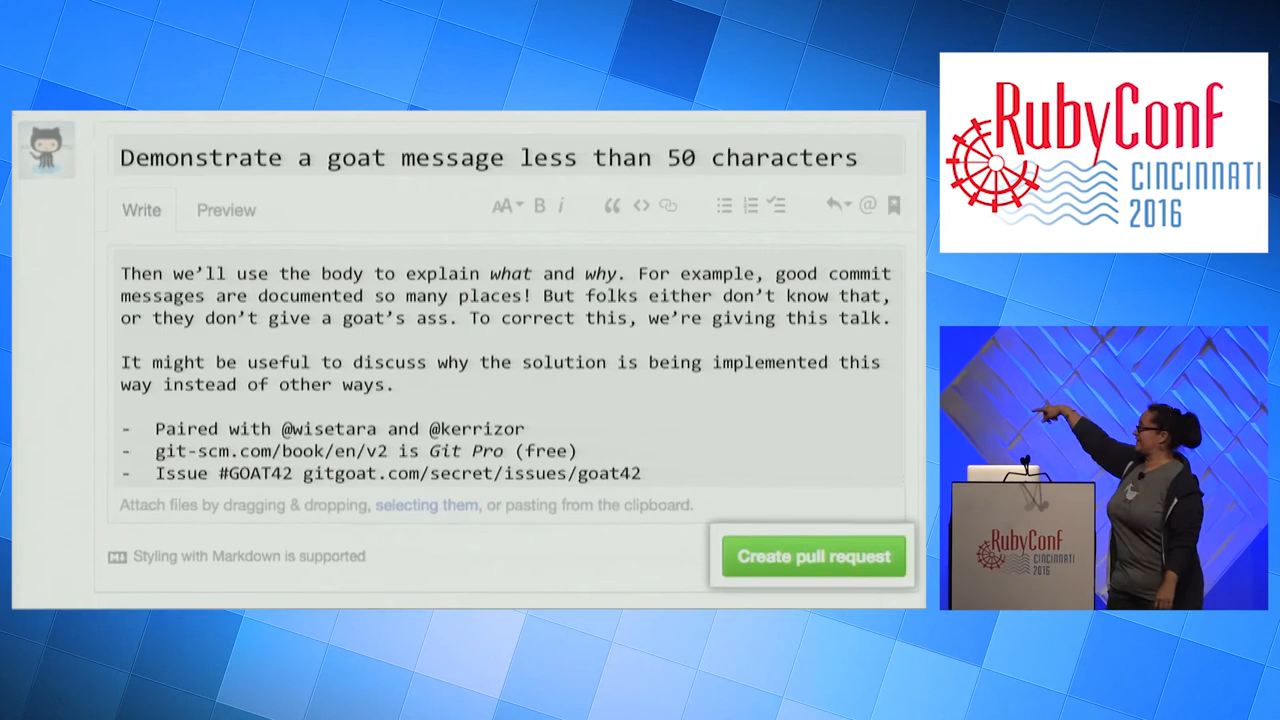 Demonstrate a goat message less than 50 characters
Write Preview
AA B i
Then we’ll use the body to explain what and why. For example, good commit
messages are documented so many places! But folks either don’t know that,
or they don’t give a goat’s ass. To correct this, we’re giving this talk.
It might be useful to discuss why the solution is being implemented this
way instead of other ways.
- Paired with @wisetara and @kerrizor
- git-scm.com/book/en/v2 is Git Pro (free)
- Issue #GOAT42 gitgoat.com/secret/issues/goat42
Attach files by dragging & dropping, selecting them, or pasting from the clipboard.
Styling with Markdown is supported
Create pull request
RubyConf
CINCINNATI
2016
RubyConf
CINCINNATI
2016